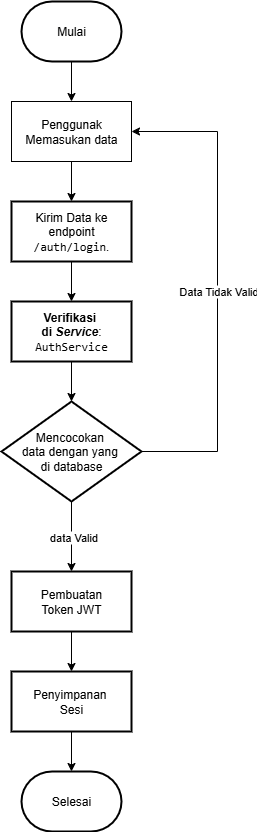 Mulai
Penggunak
Memasukan data
Kirim Data ke
endpoint
/auth/login.
Verifikasi
di Service:
AuthService
Data Tidak Valid
Mencocokan
data dengan yang
di database
data Valid
Pembuatan
Token JWT
Penyimpanan
Sesi
Selesai